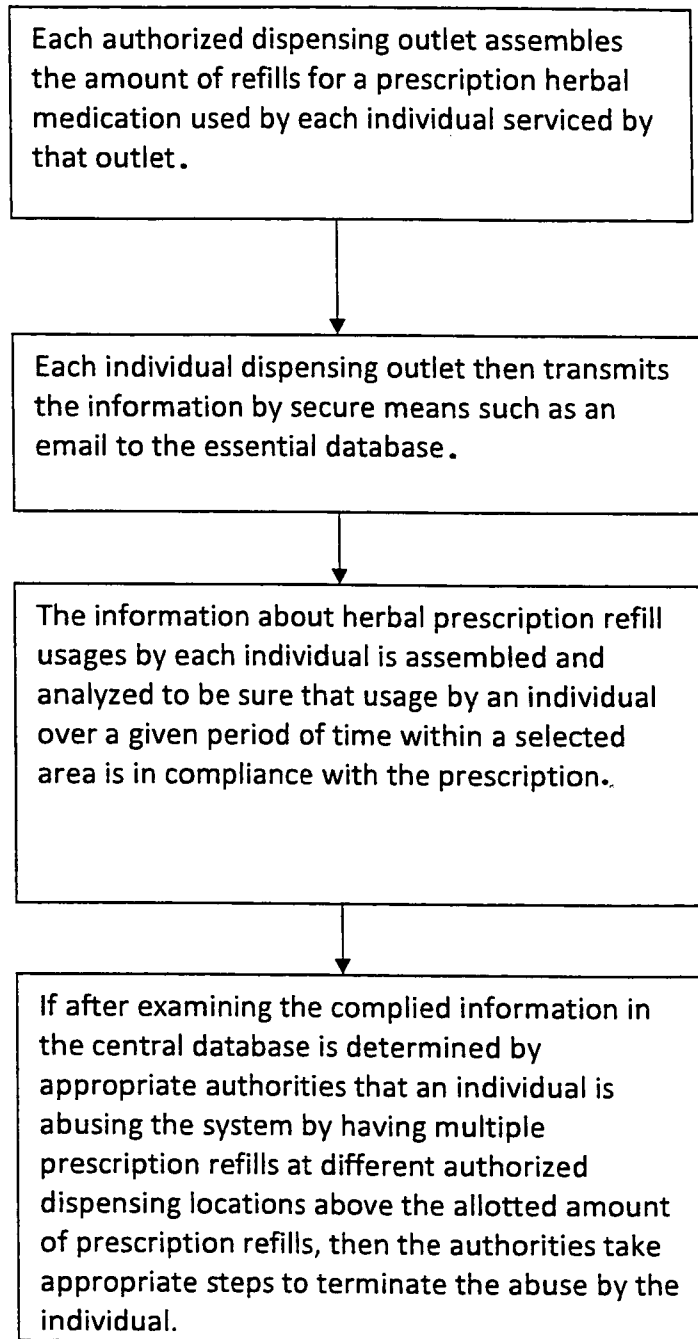 Each authorized dispensing outlet assembles
the amount of refills for a prescription herbal
medication used by each individual serviced by
that outlet.
Each individual dispensing outlet then transmits
the information by secure means such as an
email to the essential database.
The information about herbal prescription refill
usages by each individual is assembled and
analyzed to be sure that usage by an individual
over a given period of time within a selected
area is in compliance with the prescription.
If after examining the complied information in
the central database is determined by
appropriate authorities that an individual is
abusing the system by having multiple
prescription refills at different authorized
dispensing locations above the allotted amount
of prescription refills, then the authorities take
appropriate steps to terminate the abuse by the
individual.